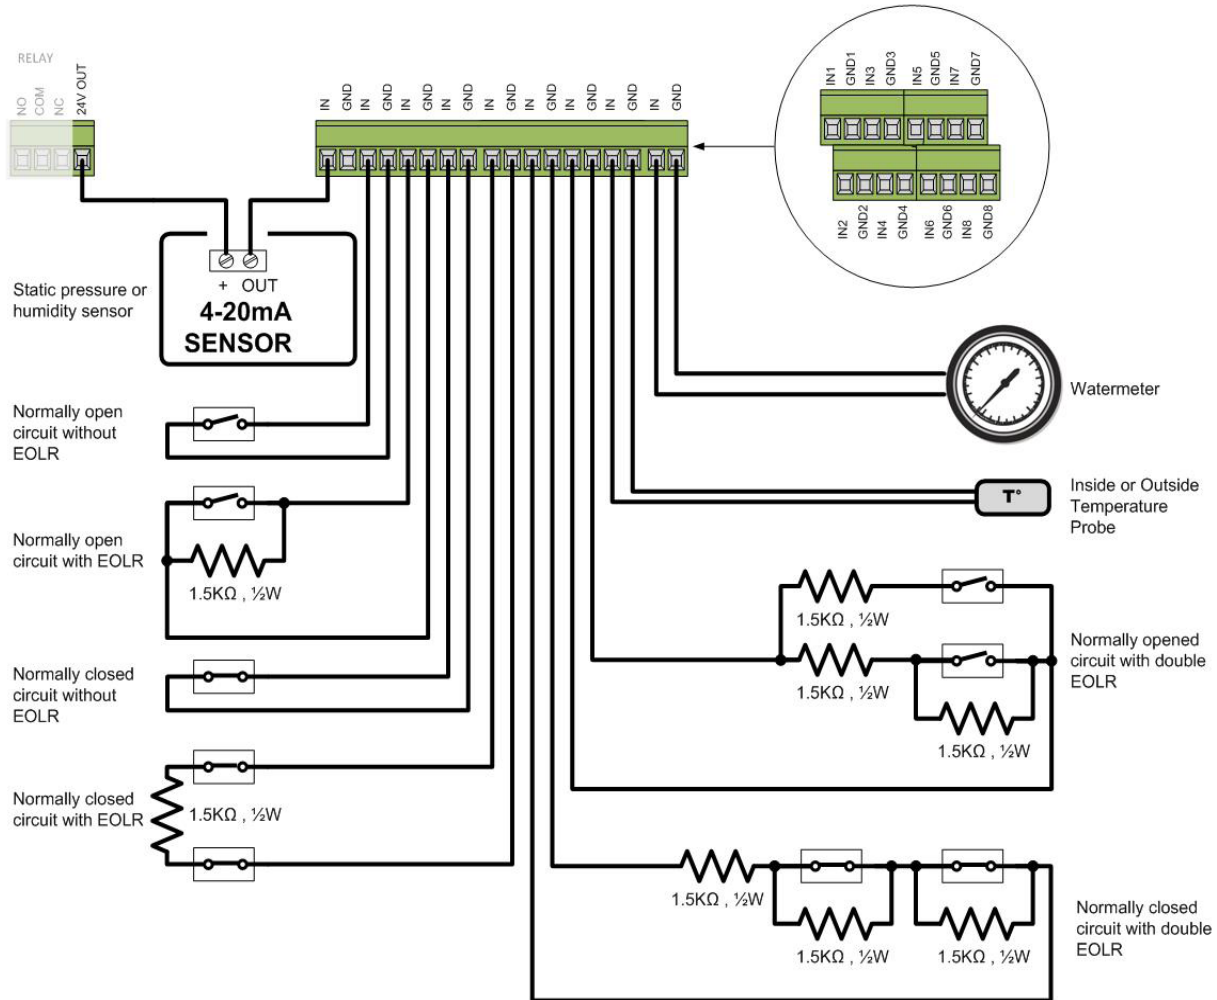 RELAY
NO
COM
NC
24V OUT
IN
GND
IN
GND
IN
GND
IN
GND
IN
GND
IN
GND
IN
GND
IN
GND
IN
GND
IN1
GND1
IN3
GND3
IN5
GND5
IN7
GND7
IN2
GND2
IN4
GND4
IN6
GND6
IN8
GND8
Static pressure or
humidity sensor
+ OUT
4-20mA
SENSOR
Normally open
circuit without
EOLR
Normally open
circuit with EOLR
1.5KΩ , ½W
Normally closed
circuit without
EOLR
Normally closed
circuit with EOLR
1.5KΩ , ½W
Watermeter
T°
Inside or Outside
Temperature
Probe
1.5KΩ , ½W
1.5KΩ , ½W
1.5KΩ , ½W
Normally opened
circuit with double
EOLR
1.5KΩ , ½W
1.5KΩ , ½W
1.5KΩ , ½W
Normally closed
circuit with double
EOLR